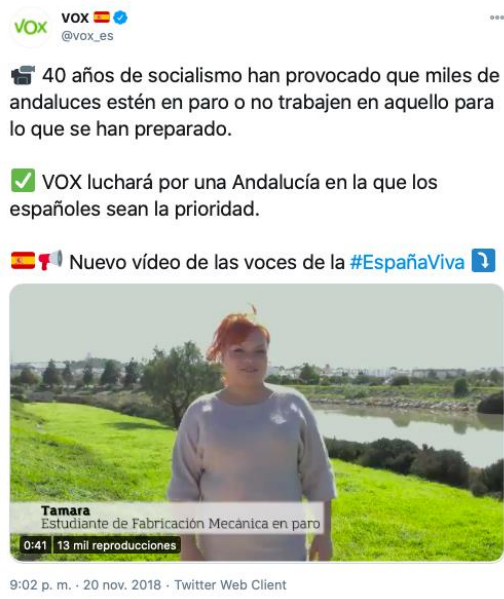 VOX
VOX 🇪🇸
@vox_es
📹 40 años de socialismo han provocado que miles de
andaluces estén en paro o no trabajen en aquello para
lo que se han preparado.
✅ VOX luchará por una Andalucía en la que los
españoles sean la prioridad.
🇪🇸📢 Nuevo vídeo de las voces de la #EspañaViva ⤵️
Tamara
Estudiante de Fabricación Mecánica en paro
0:41 13 mil reproducciones
9:02 p. m. · 20 nov. 2018 · Twitter Web Client